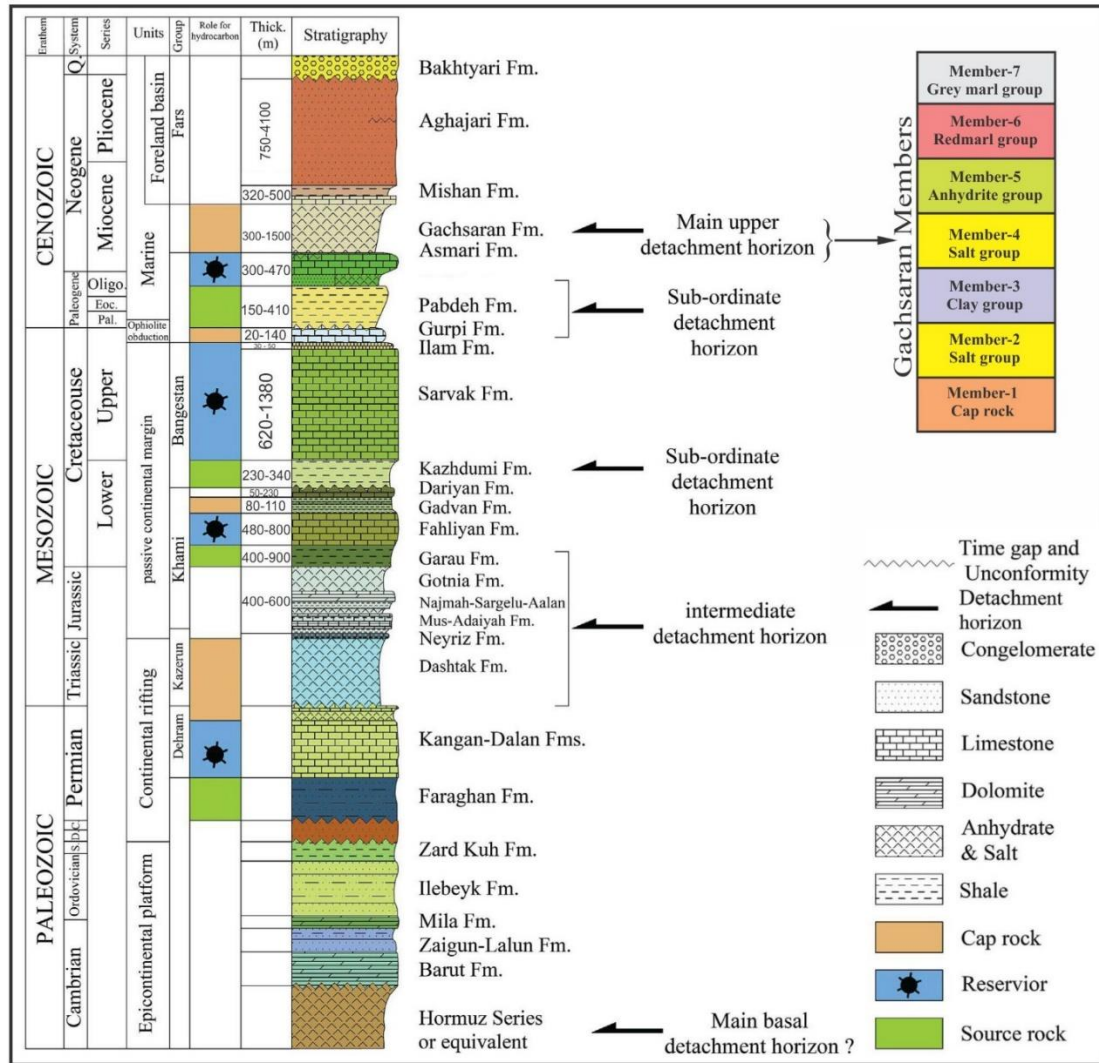 Erathem
System
Series
Units
Group
Role for
hydrocarbon
Thick.
(m)
Stratigraphy
CENOZOIC
MESOZOIC
PALEOZOIC
Q.
Neogene
Paleogene
Cretaceouse
Jurassic
Triassic
Permian
S.D.C
Ordovician
Cambrian
Pliocene
Miocene
Oligo.
Eoc.
Pal.
Upper
Lower
Foreland basin
Marine
Ophiolite
obduction
passive continental margin
Continental rifting
Epicontinental platform
Fars
Bangestan
Khami
Kazerun
Dehram
750-4100
320-500
300-1500
300-470
150-410
20-140
30 - 50
620-1380
230-340
50-230
80-110
480-800
400-900
400-600
Bakhtyari Fm.
Aghajari Fm.
Mishan Fm.
Gachsaran Fm.
Asmari Fm.
Pabdeh Fm.
Gurpi Fm.
Ilam Fm.
Sarvak Fm.
Kazhdumi Fm.
Dariyan Fm.
Gadvan Fm.
Fahliyan Fm.
Garau Fm.
Gotnia Fm.
Najmah-Sargelu-Aalan
Mus-Adaiyah Fm.
Neyriz Fm.
Dashtak Fm.
Kangan-Dalan Fms.
Faraghan Fm.
Zard Kuh Fm.
Ilebeyk Fm.
Mila Fm.
Zaigun-Lalun Fm.
Barut Fm.
Hormuz Series
or equivalent
Main upper
detachment horizon
Sub-ordinate
detachment
horizon
Sub-ordinate
detachment
horizon
intermediate
detachment horizon
Main basal
detachment horizon ?
Gachsaran Members
Member-7
Grey marl group
Member-6
Redmarl group
Member-5
Anhydrite group
Member-4
Salt group
Member-3
Clay group
Member-2
Salt group
Member-1
Cap rock
Time gap and
Unconformity
Detachment
horizon
Congelomerate
Sandstone
Limestone
Dolomite
Anhydrate
& Salt
Shale
Cap rock
Reservior
Source rock